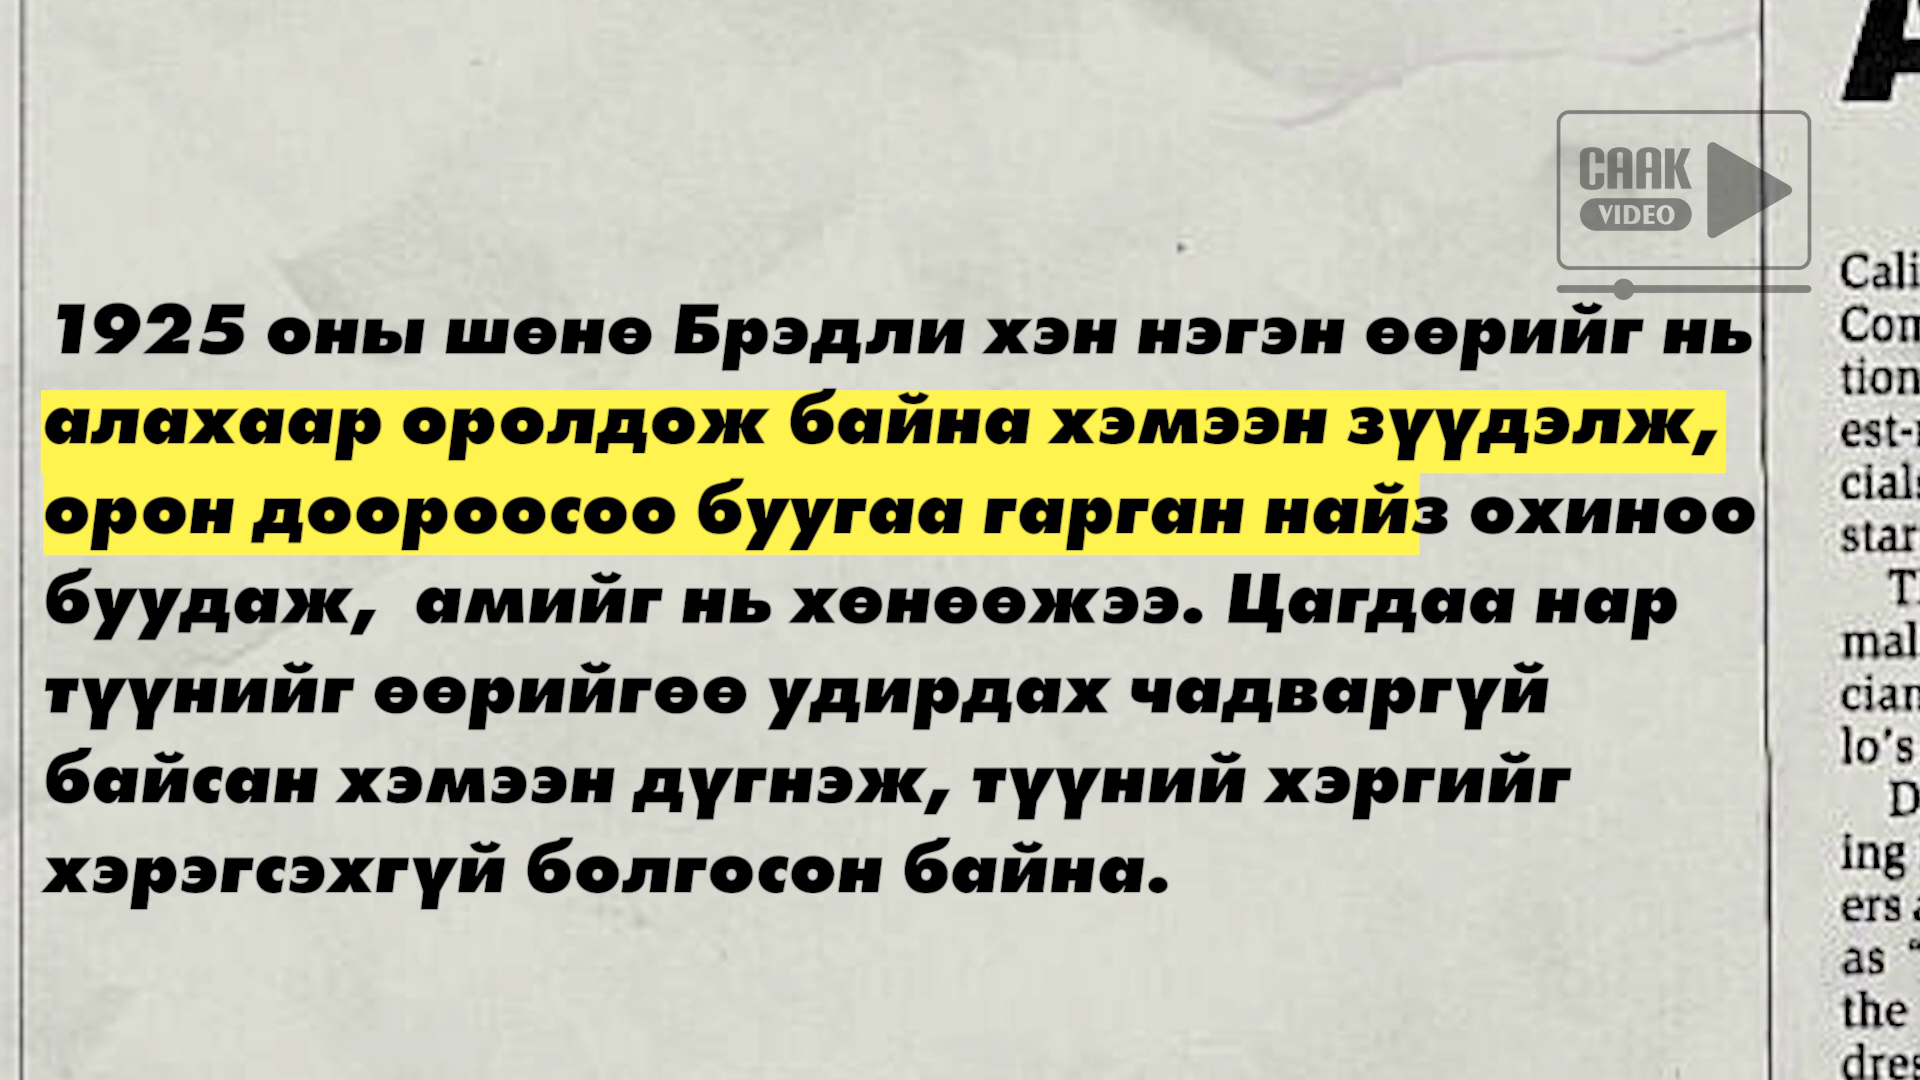 A
CAAK
VIDEO
1925 оны шөнө Брэдли хэн нэгэн өөрийг нь
алахаар оролдож байна хэмээн зүүдэлж,
орон доороосоо буугаа гарган найз охиноо
буудаж,  амийг нь хөнөөжээ. Цагдаа нар
түүнийг өөрийгөө удирдах чадваргүй
байсан хэмээн дүгнэж, түүний хэргийг
хэрэгсэхгүй болгосон байна.
Cali
Com
tion
est-
cial
star
T
mal
cian
lo's
D
ing
ers
as "
the
dres